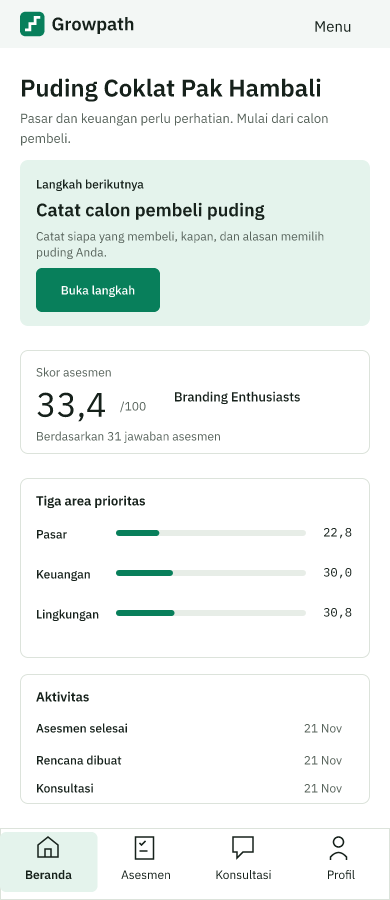 Growpath
Menu
Puding Coklat Pak Hambali
Pasar dan keuangan perlu perhatian. Mulai dari calon
pembeli.
Langkah berikutnya
Catat calon pembeli puding
Catat siapa yang membeli, kapan, dan alasan memilih
puding Anda.
Buka langkah
Skor asesmen
33,4 /100 Branding Enthusiasts
Berdasarkan 31 jawaban asesmen
Tiga area prioritas
Pasar 22,8
Keuangan 30,0
Lingkungan 30,8
Aktivitas
Asesmen selesai 21 Nov
Rencana dibuat 21 Nov
Konsultasi 21 Nov
Beranda Asesmen Konsultasi Profil